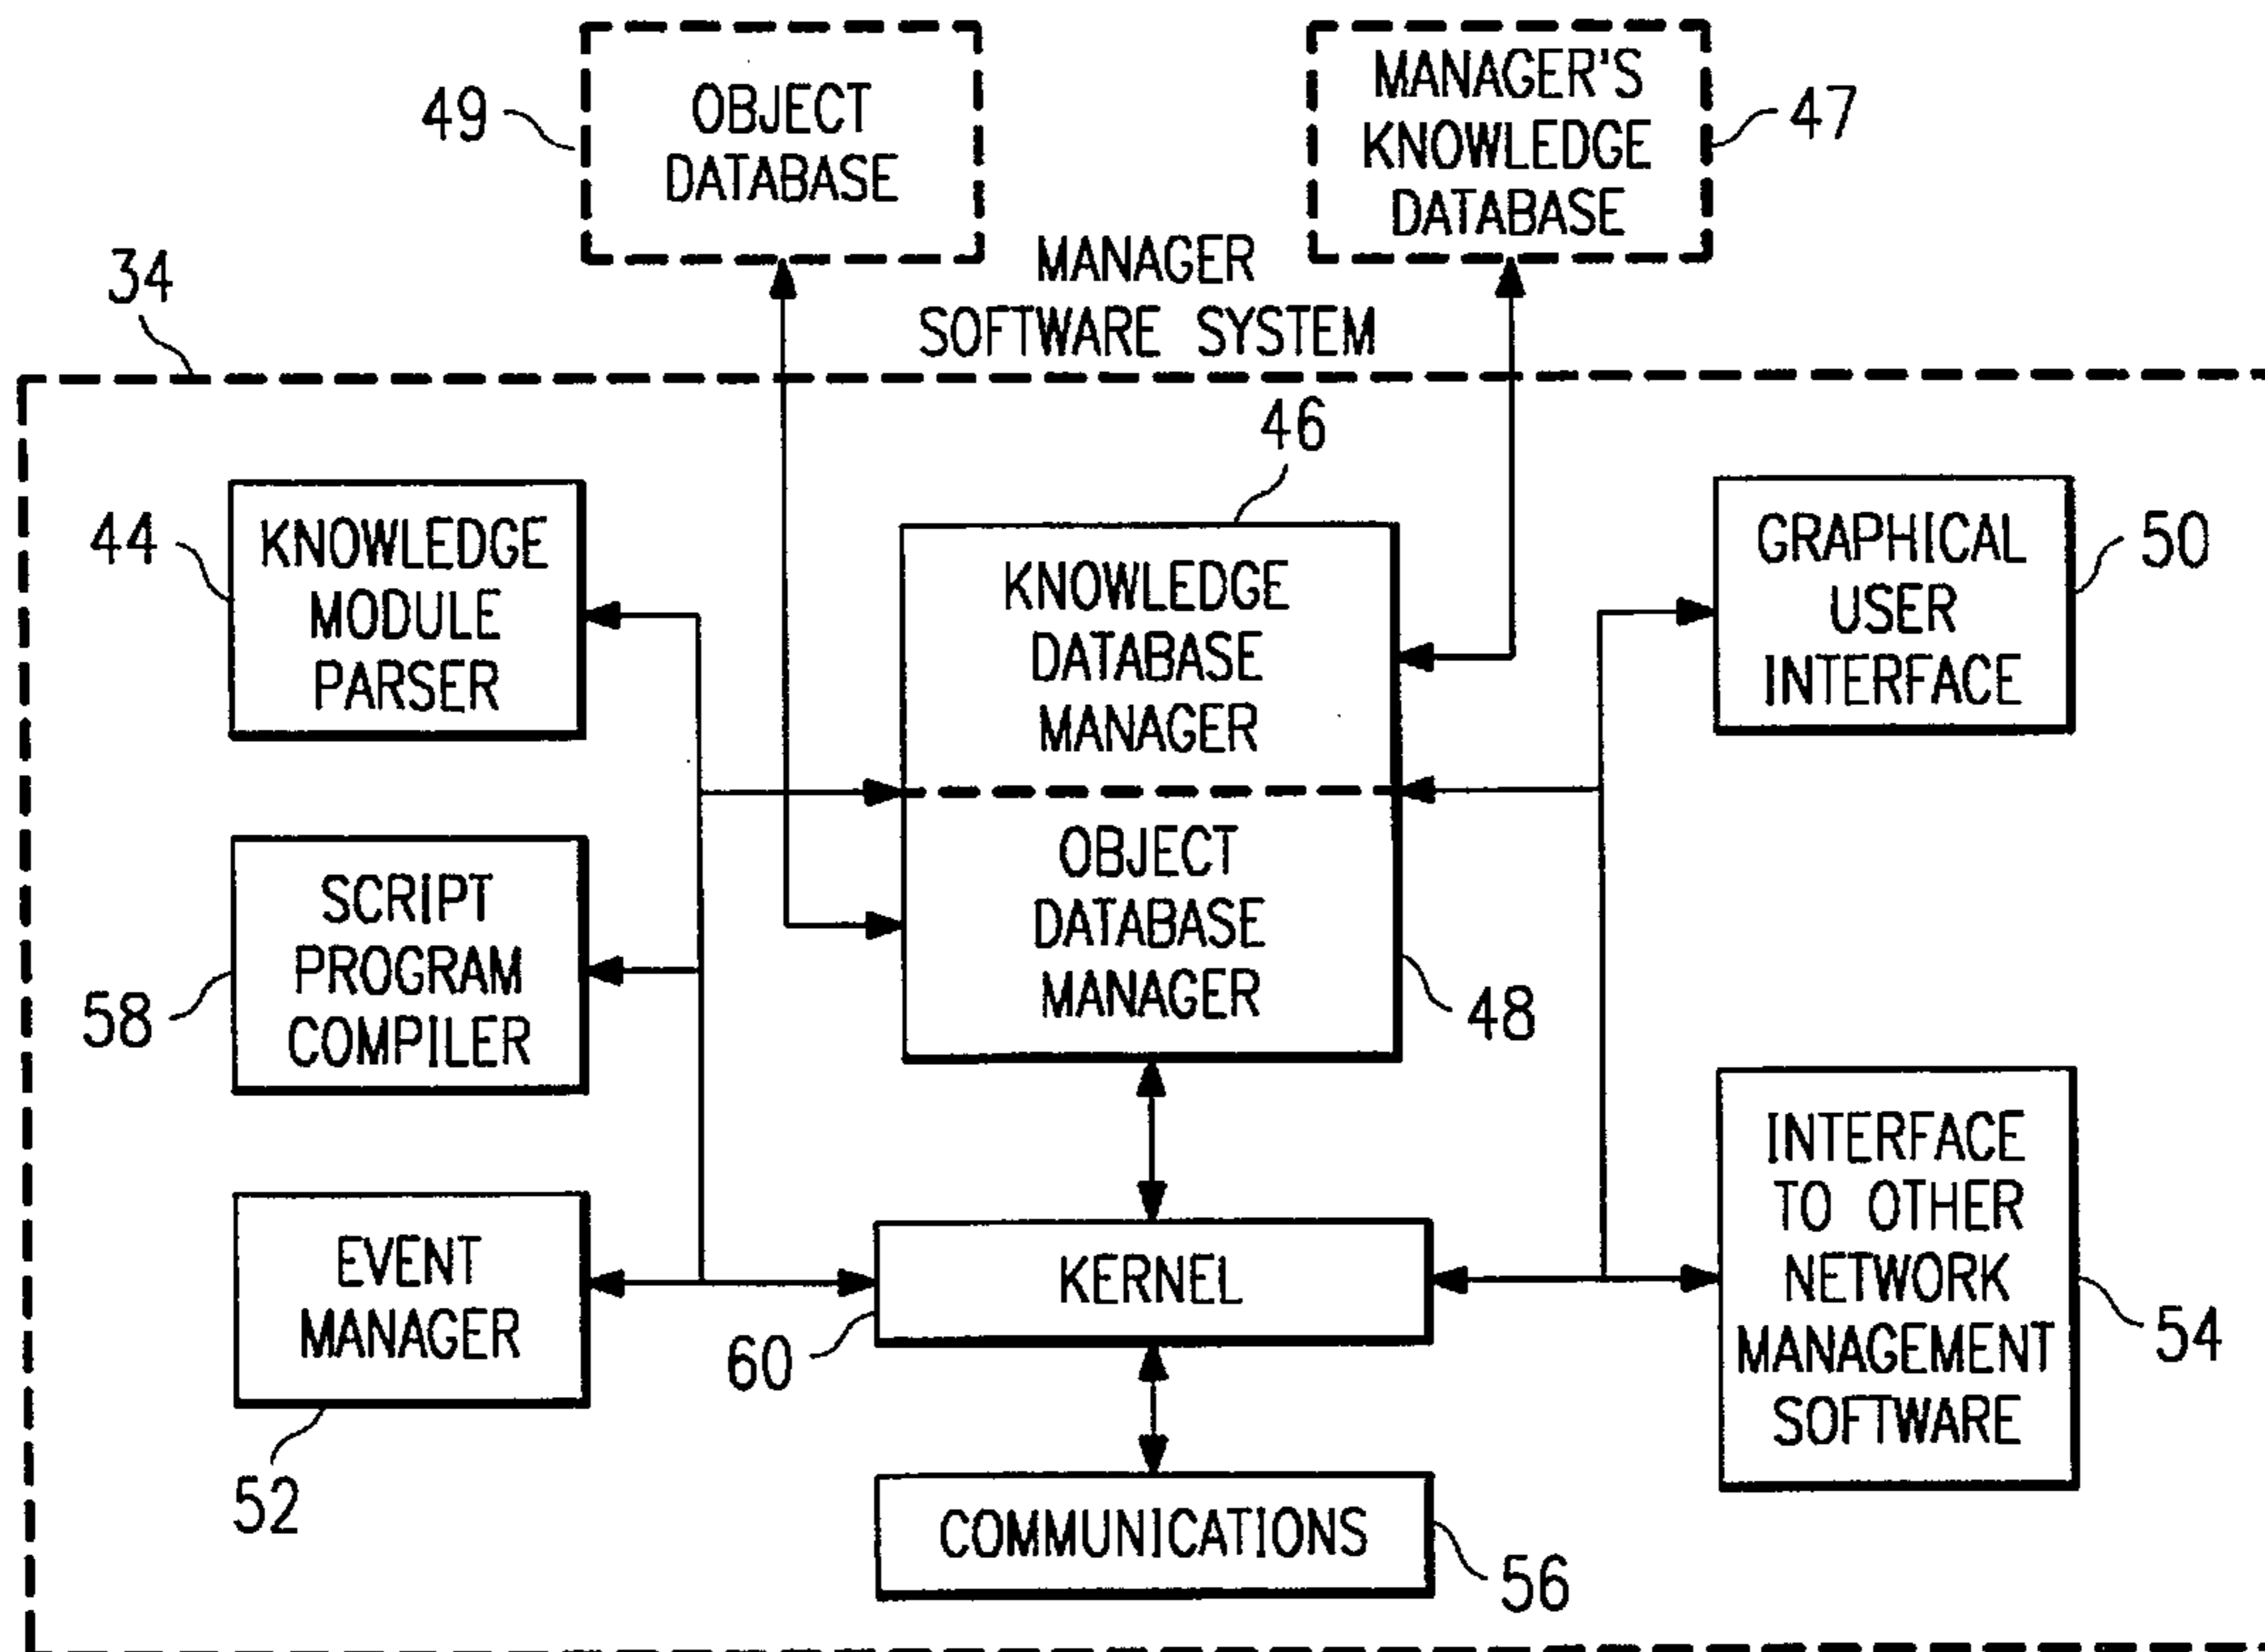 49
OBJECT
DATABASE
MANAGER'S
KNOWLEDGE
DATABASE
47
34
MANAGER
SOFTWARE SYSTEM
46
44
KNOWLEDGE
MODULE
PARSER
KNOWLEDGE
DATABASE
MANAGER
GRAPHICAL
USER
INTERFACE
50
58
SCRIPT
PROGRAM
COMPILER
OBJECT
DATABASE
MANAGER
48
EVENT
MANAGER
52
KERNEL
60
INTERFACE
TO OTHER
NETWORK
MANAGEMENT
SOFTWARE
54
COMMUNICATIONS
56